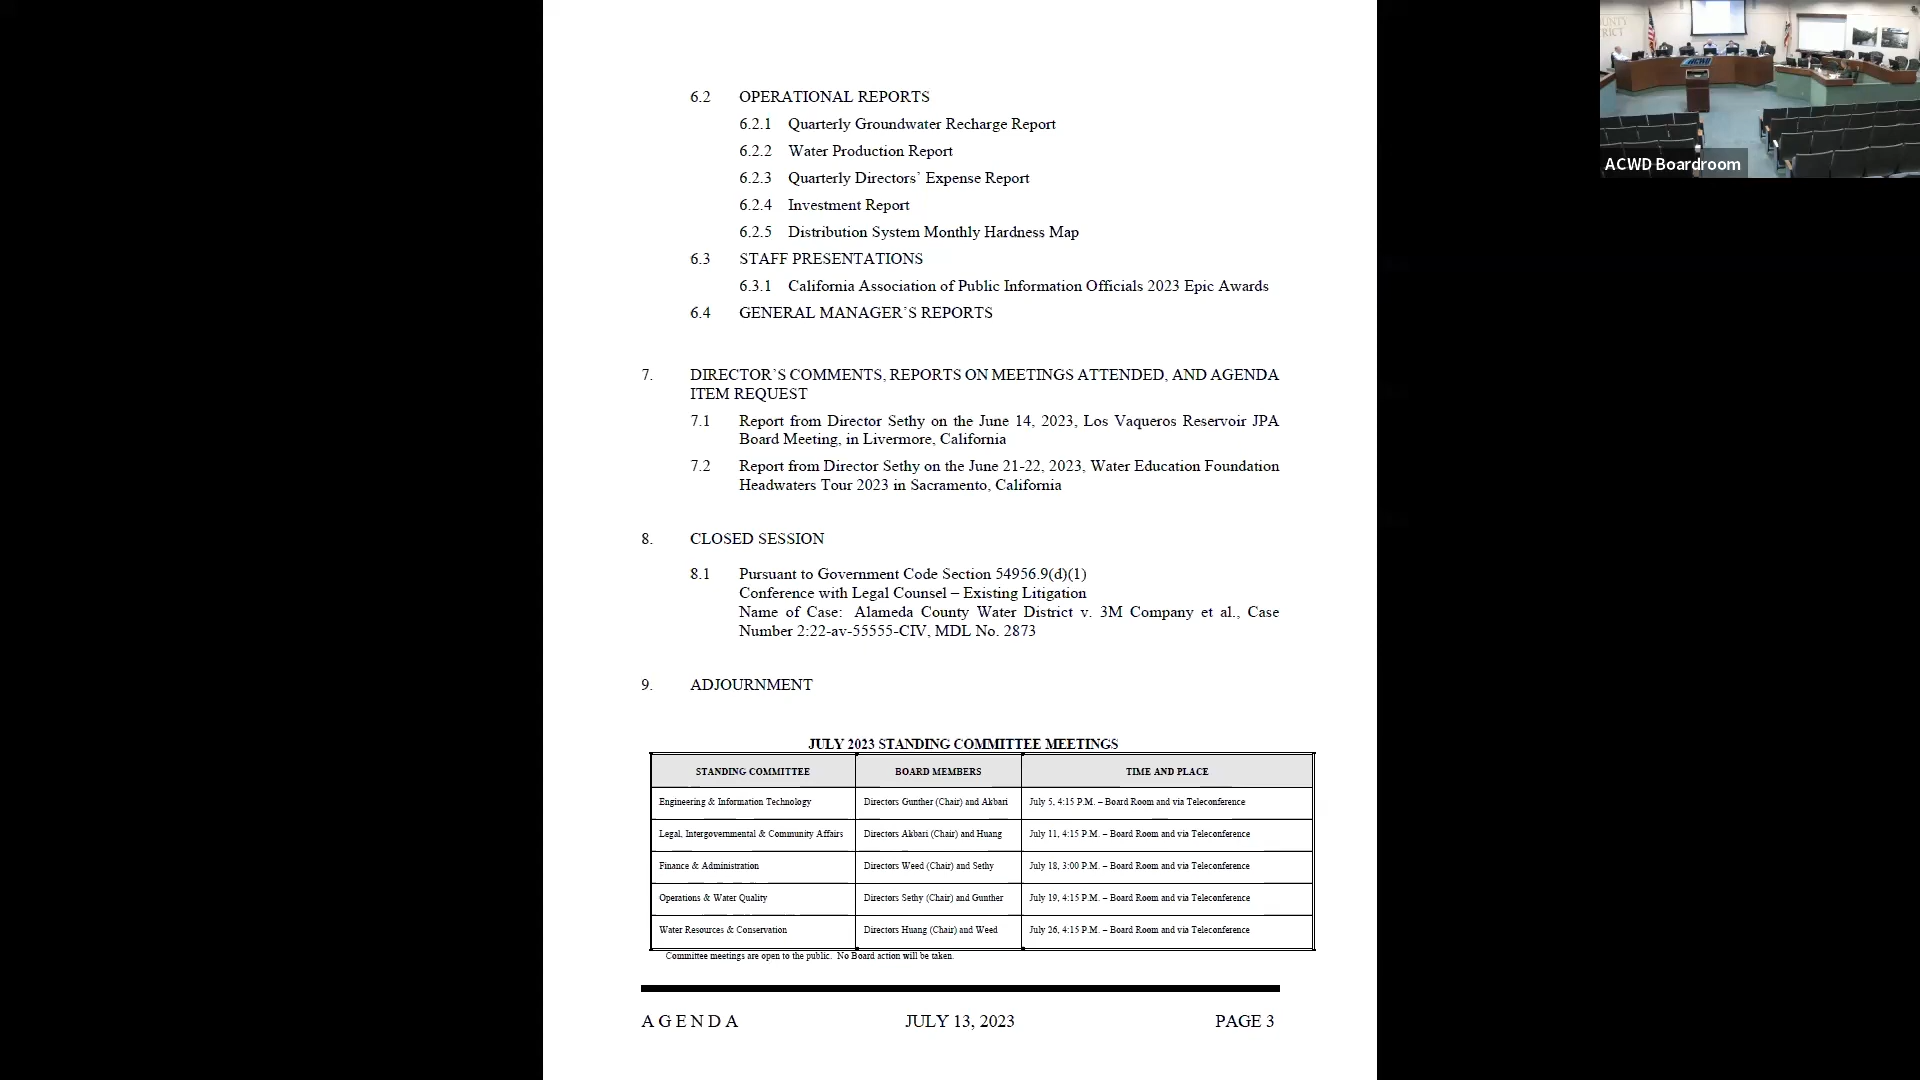 6.2 OPERATIONAL REPORTS
6.2.1 Quarterly Groundwater Recharge Report
6.2.2 Water Production Report
6.2.3 Quarterly Directors’ Expense Report
6.2.4 Investment Report
6.2.5 Distribution System Monthly Hardness Map
6.3 STAFF PRESENTATIONS
6.3.1 California Association of Public Information Officials 2023 Epic Awards
6.4 GENERAL MANAGER’S REPORTS
7. DIRECTOR’S COMMENTS, REPORTS ON MEETINGS ATTENDED, AND AGENDA
ITEM REQUEST
7.1 Report from Director Sethy on the June 14, 2023, Los Vaqueros Reservoir JPA
Board Meeting, in Livermore, California
7.2 Report from Director Sethy on the June 21-22, 2023, Water Education Foundation
Headwaters Tour 2023 in Sacramento, California
8. CLOSED SESSION
8.1 Pursuant to Government Code Section 54956.9(d)(1)
Conference with Legal Counsel – Existing Litigation
Name of Case: Alameda County Water District v. 3M Company et al., Case
Number 2:22-av-55555-CIV, MDL No. 2873
9. ADJOURNMENT
JULY 2023 STANDING COMMITTEE MEETINGS
STANDING COMMITTEE BOARD MEMBERS TIME AND PLACE
Engineering & Information Technology Directors Gunther (Chair) and Akbari July 5, 4:15 P.M. – Board Room and via Teleconference
Legal, Intergovernmental & Community Affairs Directors Akbari (Chair) and Huang July 11, 4:15 P.M. – Board Room and via Teleconference
Finance & Administration Directors Weed (Chair) and Sethy July 18, 3:00 P.M. – Board Room and via Teleconference
Operations & Water Quality Directors Sethy (Chair) and Gunther July 19, 4:15 P.M. – Board Room and via Teleconference
Water Resources & Conservation Directors Huang (Chair) and Weed July 26, 4:15 P.M. – Board Room and via Teleconference
Committee meetings are open to the public. No Board action will be taken.
AGENDA JULY 13, 2023 PAGE 3
ACWD
ACWD Boardroom